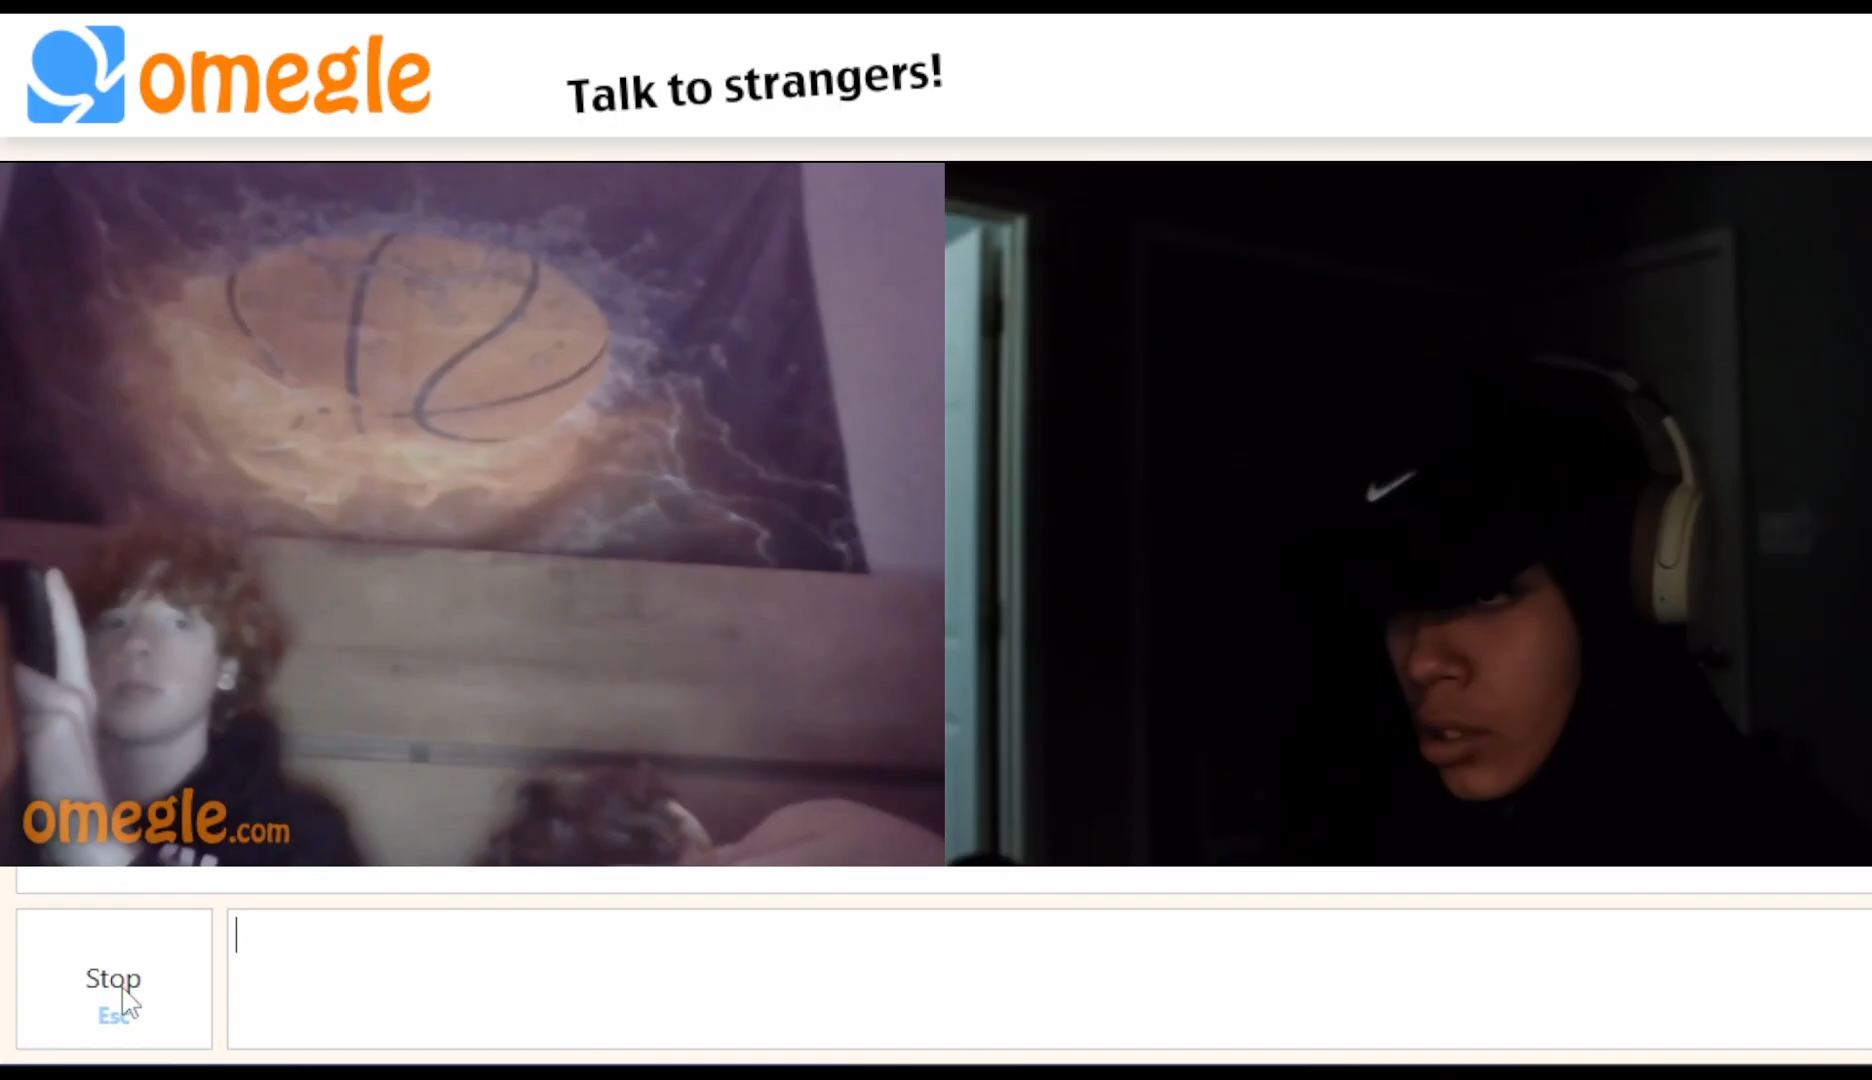 omegle
Talk to strangers!
omegle.com
Stop
Esc